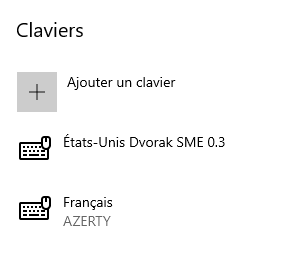 Claviers
Ajouter un clavier
États-Unis Dvorak SME 0.3
Français
AZERTY